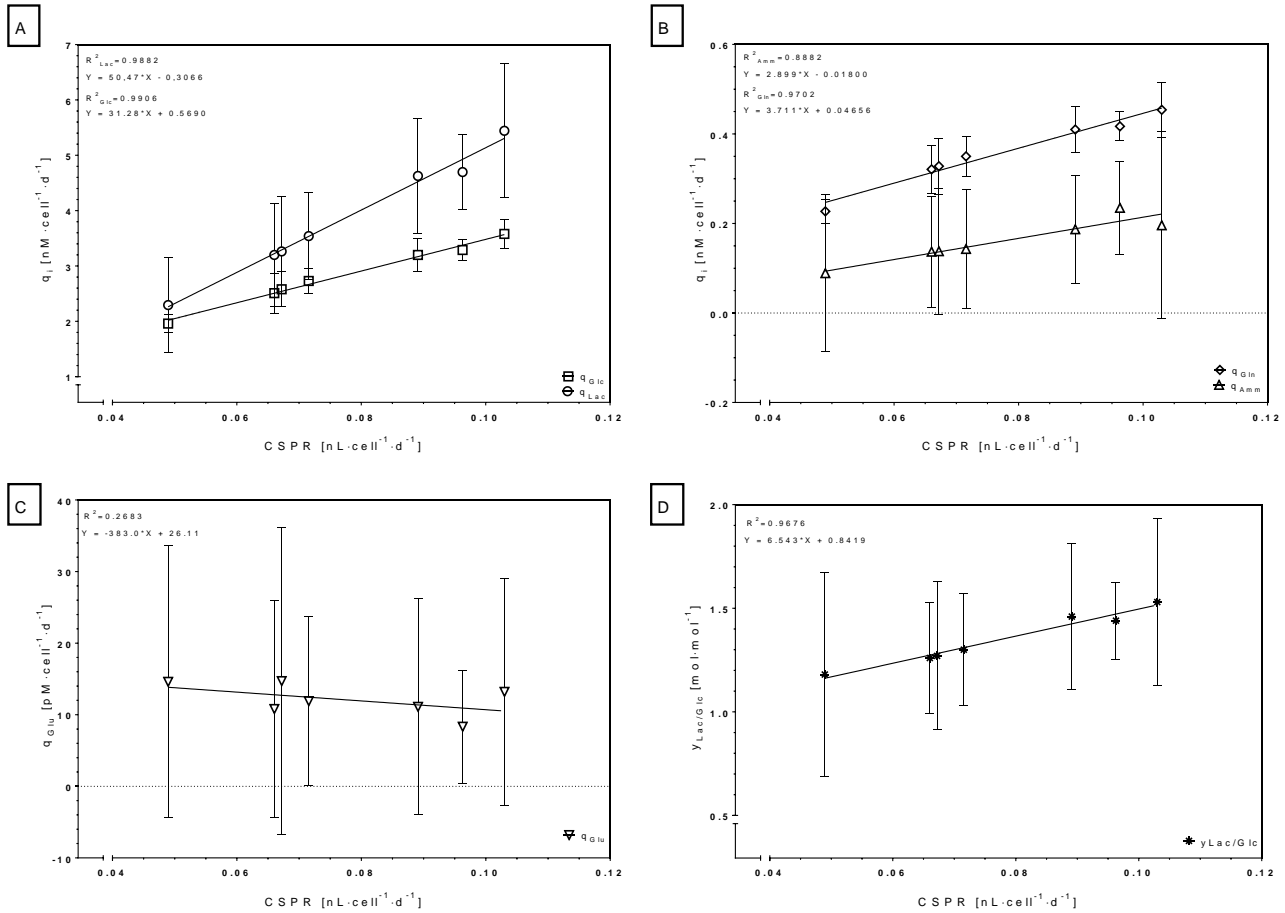 A
R²Lac=0.9882
Y = 50,47*X - 0,3066
R²Glc=0.9906
Y = 31.28*X + 0.5690
7
6
5
4
3
2
1
qi [nM·cell⁻¹·d⁻¹]
qGlc
qLac
0.04 0.06 0.08 0.10 0.12
CSPR [nL·cell⁻¹·d⁻¹]
B
R²Amm=0.8882
Y = 2.899*X - 0.01800
R²Gln=0.9702
Y = 3.711*X + 0.04656
0.6
0.4
0.2
0.0
-0.2
qi [nM·cell⁻¹·d⁻¹]
qGln
qAmm
0.04 0.06 0.08 0.10 0.12
CSPR [nL·cell⁻¹·d⁻¹]
C
R²=0.2683
Y = -383.0*X + 26.11
40
30
20
10
0
-10
qGlu [pM·cell⁻¹·d⁻¹]
qGlu
0.04 0.06 0.08 0.10 0.12
CSPR [nL·cell⁻¹·d⁻¹]
D
R²=0.9676
Y = 6.543*X + 0.8419
2.0
1.5
1.0
0.5
yLac/Glc [mol·mol⁻¹]
yLac/Glc
0.04 0.06 0.08 0.10 0.12
CSPR [nL·cell⁻¹·d⁻¹]